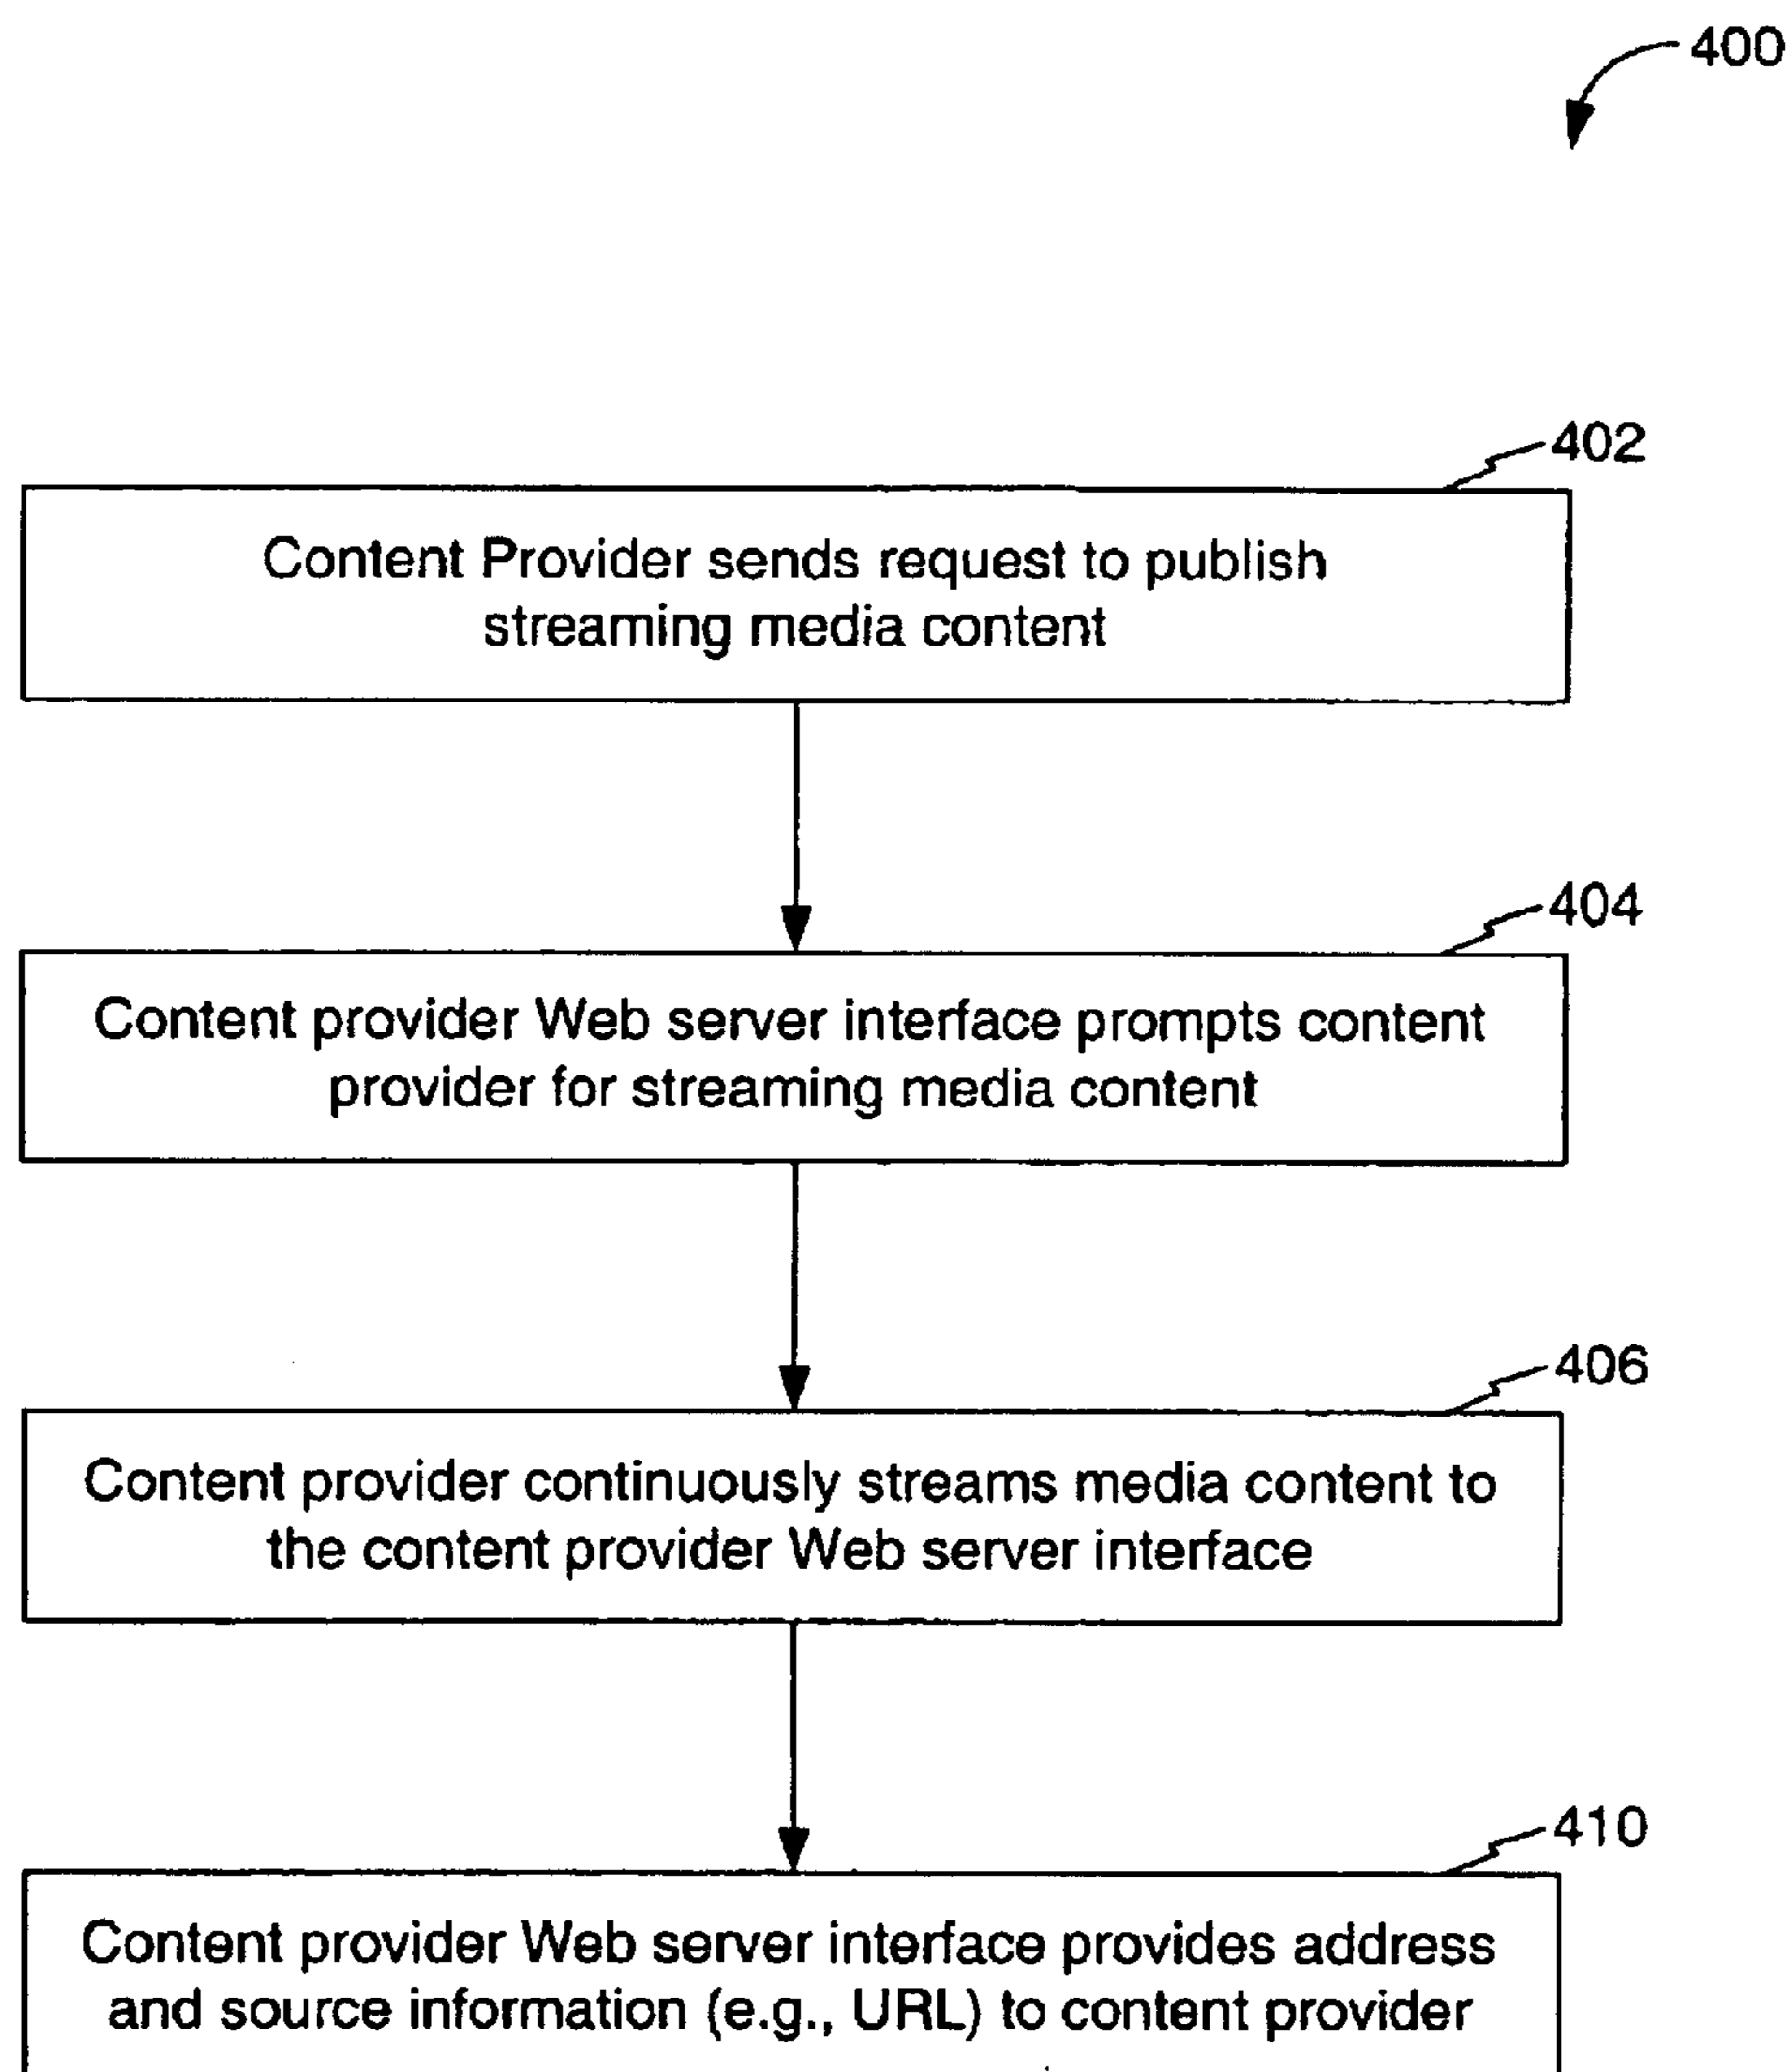 400
402
Content Provider sends request to publish
streaming media content
404
Content provider Web server interface prompts content
provider for streaming media content
406
Content provider continuously streams media content to
the content provider Web server interface
410
Content provider Web server interface provides address
and source information (e.g., URL) to content provider